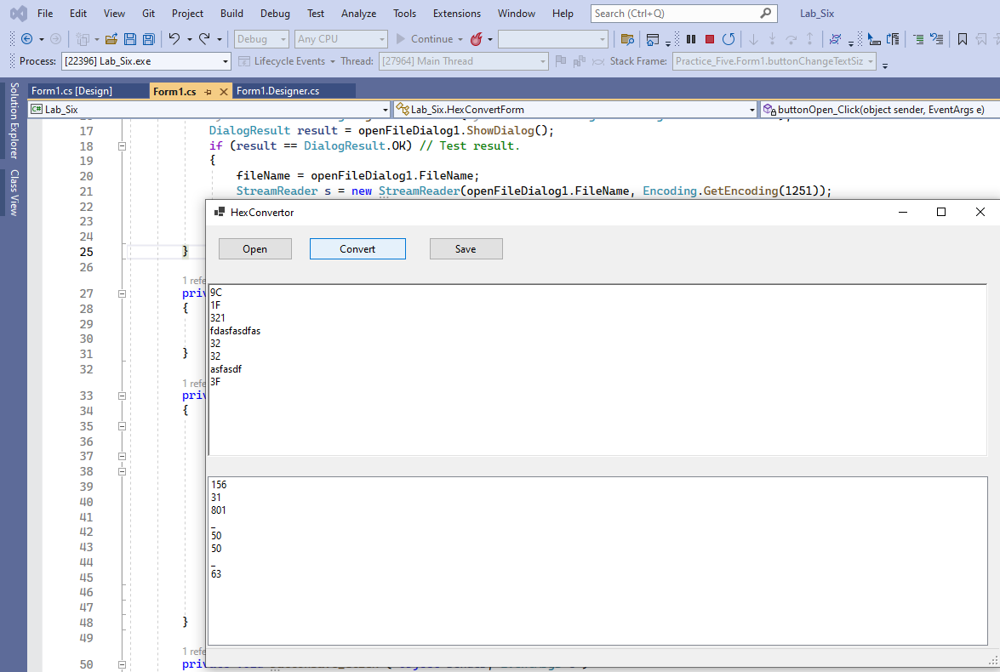 File Edit View Git Project Build Debug Test Analyze Tools Extensions Window Help Search (Ctrl+Q) Lab_Six
Debug Any CPU Continue
Process: [22396] Lab_Six.exe Lifecycle Events Thread: [27964] Main Thread Stack Frame: Practice_Five.Form1.buttonChangeTextSiz
Solution Explorer
Class View
Form1.cs [Design] Form1.cs Form1.Designer.cs
C# Lab_Six Lab_Six.HexConvertForm buttonOpen_Click(object sender, EventArgs e)
17 DialogResult result = openFileDialog1.ShowDialog();
18 if (result == DialogResult.OK) // Test result.
19 {
20 fileName = openFileDialog1.FileName;
21 StreamReader s = new StreamReader(openFileDialog1.FileName, Encoding.GetEncoding(1251));
22
23
24
25 }
26
1 refe
27 priv
28 {
29
30
31 }
32
1 refe
33 priv
34 {
35
36
37
38
39
40
41
42
43
44
45
46
47
48 }
49
1 refe
50
HexConvertor
Open Convert Save
9C
1F
321
fdasfasdfas
32
32
asfasdf
3F
156
31
801
_
50
50
_
63